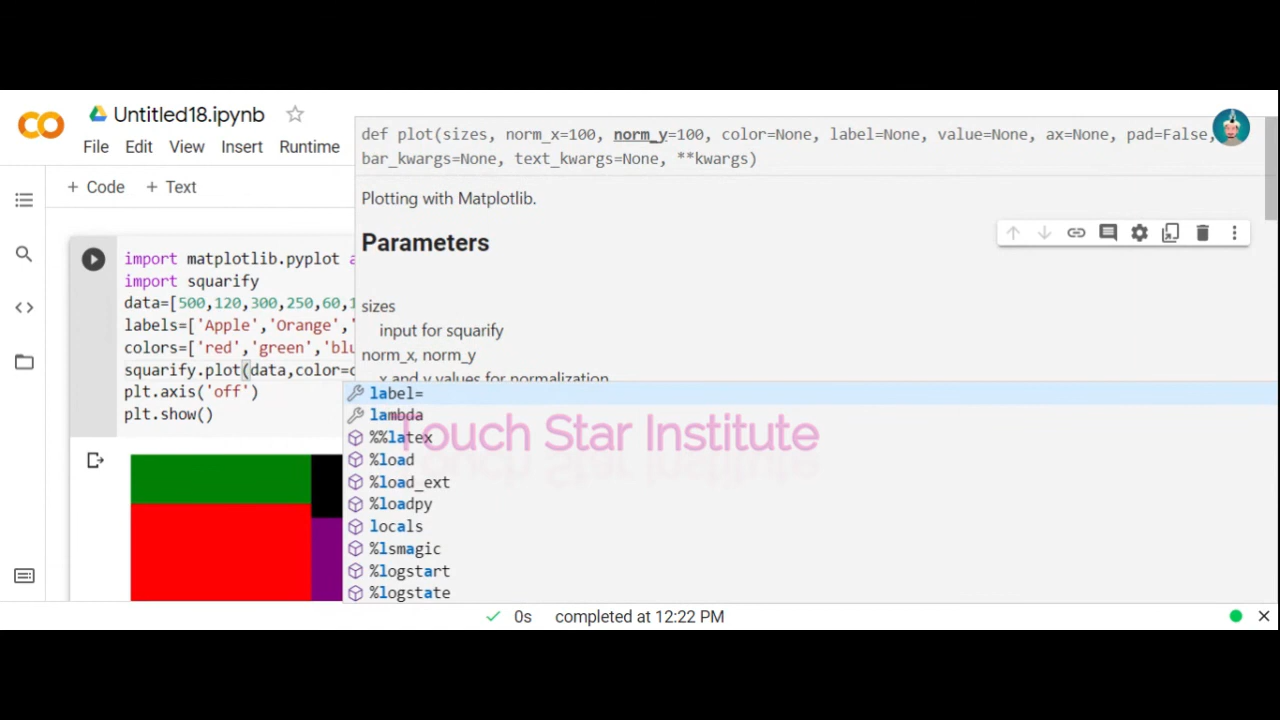 Untitled18.ipynb
File Edit View Insert Runtime
+ Code + Text
def plot(sizes, norm_x=100, norm_y=100, color=None, label=None, value=None, ax=None, pad=False,
bar_kwargs=None, text_kwargs=None, **kwargs)
Plotting with Matplotlib.
Parameters
sizes
input for squarify
norm_x, norm_y
x and y values for normalization
import matplotlib.pyplot a
import squarify
data=[500,120,300,250,60,1
labels=['Apple','Orange','
colors=['red','green','blu
squarify.plot(data,color=c
plt.axis('off')
plt.show()
label=
lambda
%%latex
%load
%load_ext
%loadpy
locals
%lsmagic
%logstart
%logstate
Touch Star Institute
0s completed at 12:22 PM